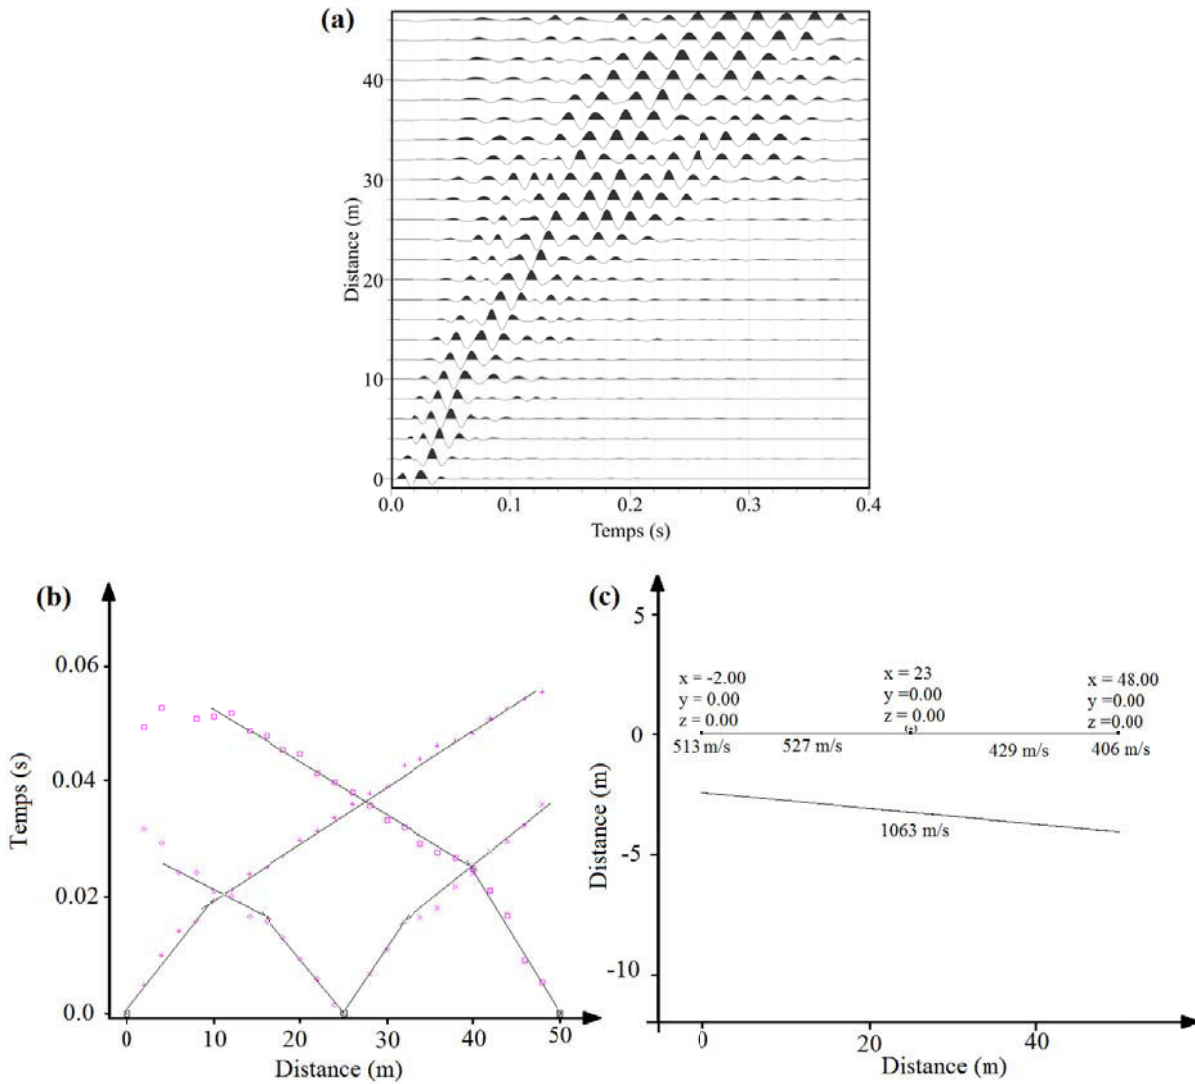 (a)
Distance (m)
40
30
20
10
0
0.0 0.1 0.2 0.3 0.4
Temps (s)
(b)
Temps (s)
0.06
0.04
0.02
0.0
0 10 20 30 40 50
Distance (m)
(c)
Distance (m)
5
0
-5
-10
x = -2.00
y = 0.00
z = 0.00
x = 23
y =0.00
z = 0.00
x = 48.00
y =0.00
z =0.00
513 m/s 527 m/s 429 m/s 406 m/s
1063 m/s
0 20 40
Distance (m)